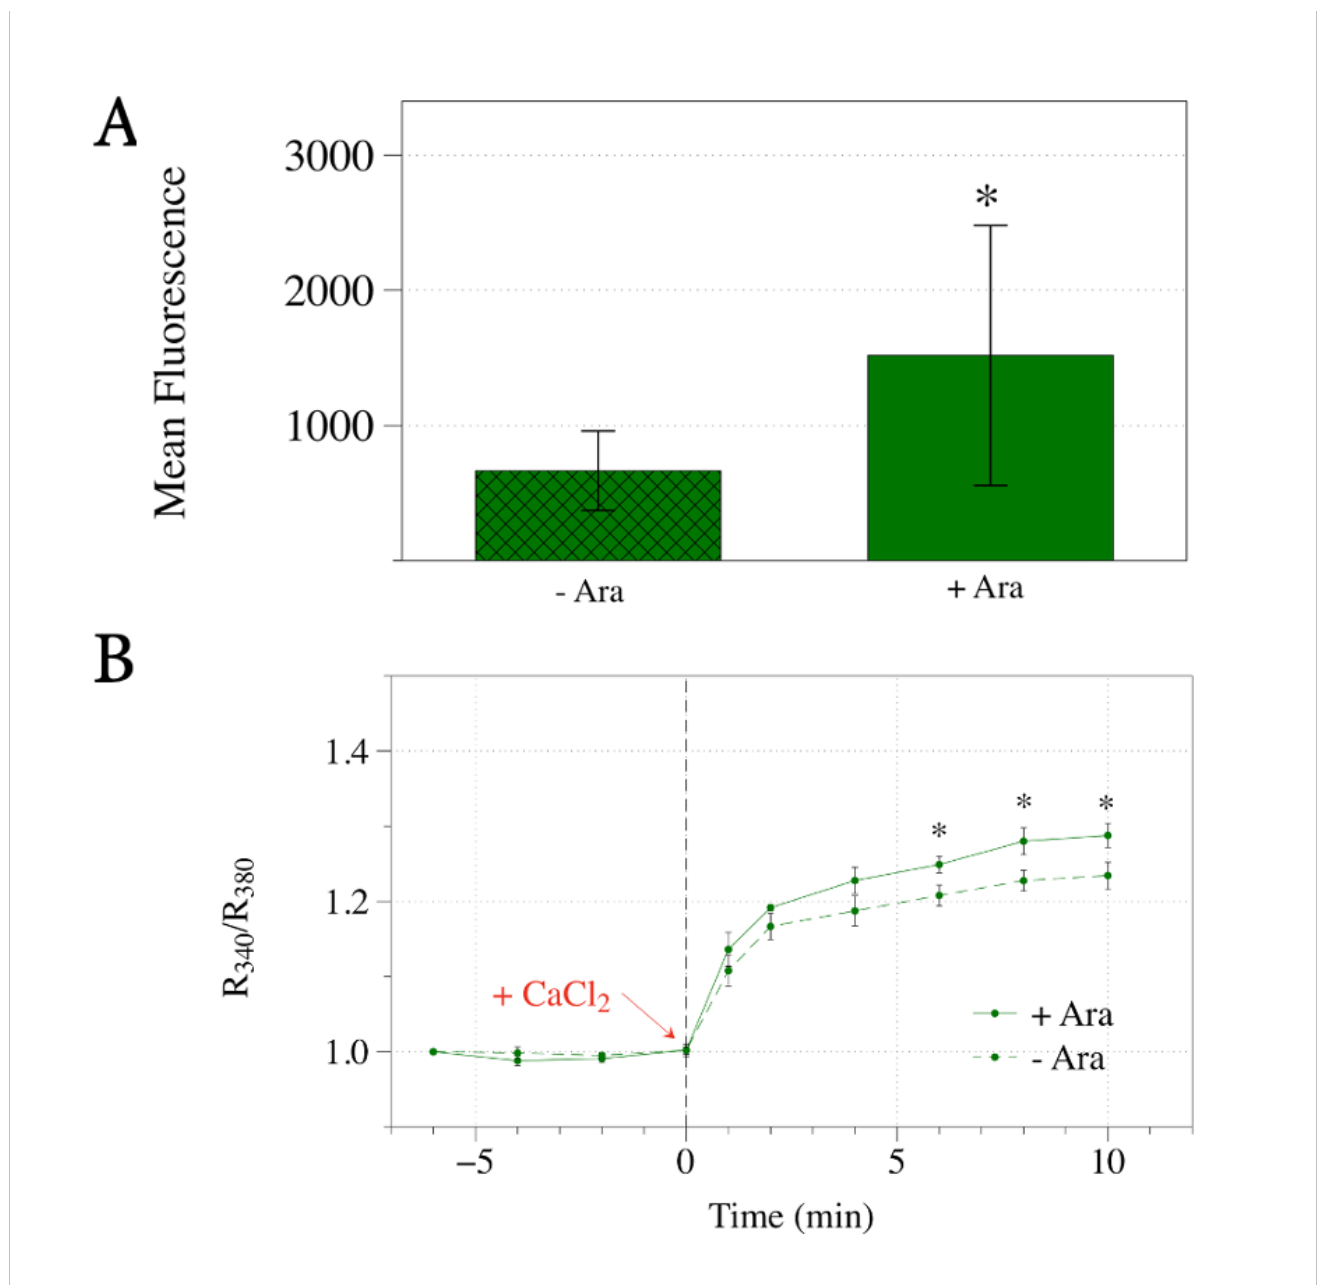 A
Mean Fluorescence
3000
2000
1000
*
- Ara
+ Ara
B
R340/R380
1.4
1.2
1.0
* * *
+ CaCl2
+ Ara
- Ara
−5 0 5 10
Time (min)